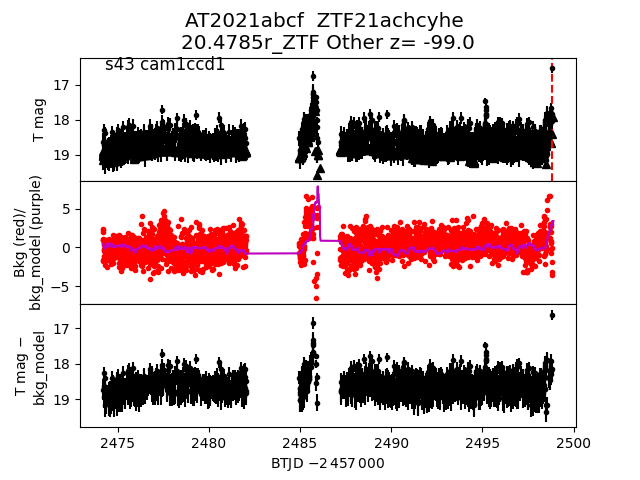 AT2021abcf  ZTF21achcyhe
20.4785r_ZTF Other z= -99.0
s43 cam1ccd1
T mag
17
18
19
Bkg (red)/
bkg_model (purple)
5
0
−5
T mag −
bkg_model
17
18
19
2475 2480 2485 2490 2495 2500
BTJD −2 457 000